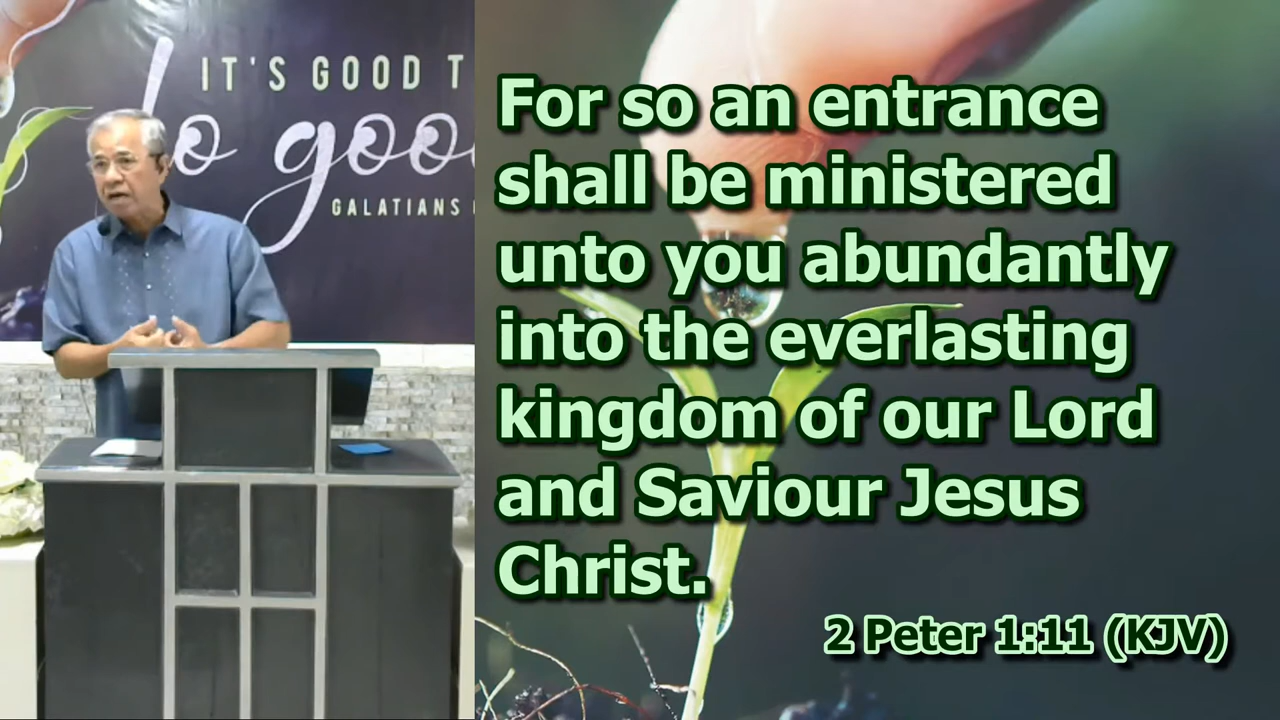 IT'S GOOD T
do goo
GALATIANS
For so an entrance
shall be ministered
unto you abundantly
into the everlasting
kingdom of our Lord
and Saviour Jesus
Christ.
2 Peter 1:11 (KJV)